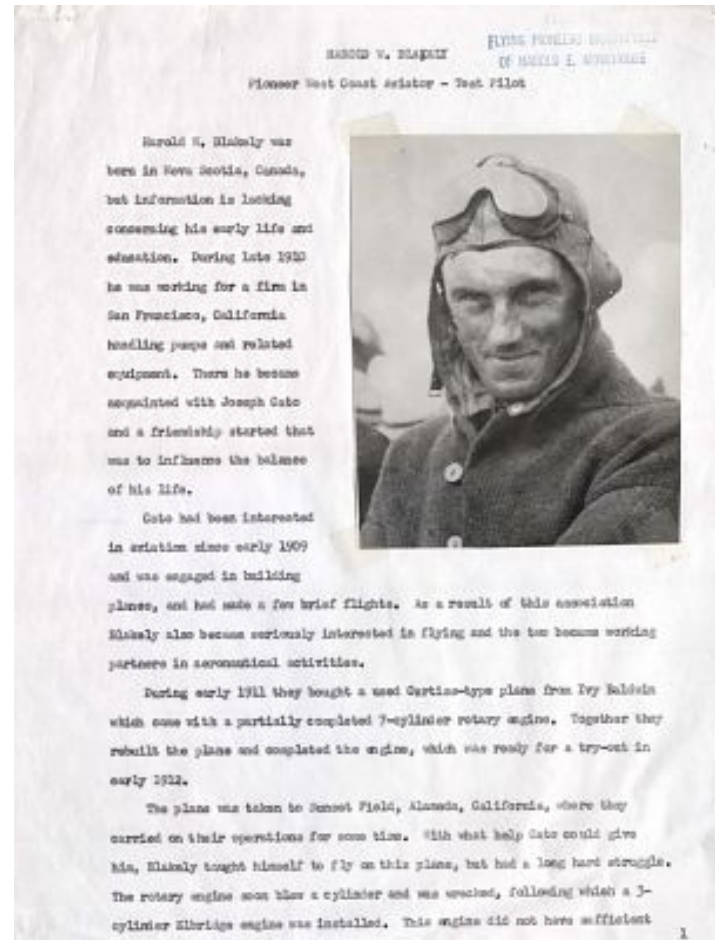 HAROLD W. BLAKELY
FLYING PIONEERS BIOGRAPHIES
OF HAROLD E. MOREHOUSE
Pioneer West Coast Aviator - Test Pilot
Harold W. Blakely was
born in Nova Scotia, Canada,
but information is lacking
concerning his early life and
education. During late 1910
he was working for a firm in
San Francisco, California
handling pumps and related
equipment. There he became
acquainted with Joseph Cato
and a friendship started that
was to influence the balance
of his life.
Cato had been interested
in aviation since early 1909
and was engaged in building
planes, and had made a few brief flights. As a result of this association
Blakely also became seriously interested in flying and the two became working
partners in aeronautical activities.
During early 1911 they bought a used Curtiss-type plane from Ivy Baldwin
which came with a partially completed 7-cylinder rotary engine. Together they
rebuilt the plane and completed the engine, which was ready for a try-out in
early 1912.
The plane was taken to Sunset Field, Alameda, California, where they
carried on their operations for some time. With what help Cato could give
him, Blakely taught himself to fly on this plane, but had a long hard struggle.
The rotary engine soon blew a cylinder and was wrecked, following which a 3-
cylinder Elbridge engine was installed. This engine did not have sufficient
1